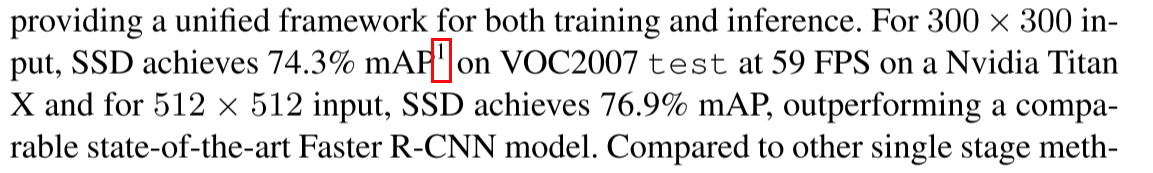 providing a unified framework for both training and inference. For 300 × 300 in-
put, SSD achieves 74.3% mAP¹ on VOC2007 test at 59 FPS on a Nvidia Titan
X and for 512 × 512 input, SSD achieves 76.9% mAP, outperforming a compa-
rable state-of-the-art Faster R-CNN model. Compared to other single stage meth-